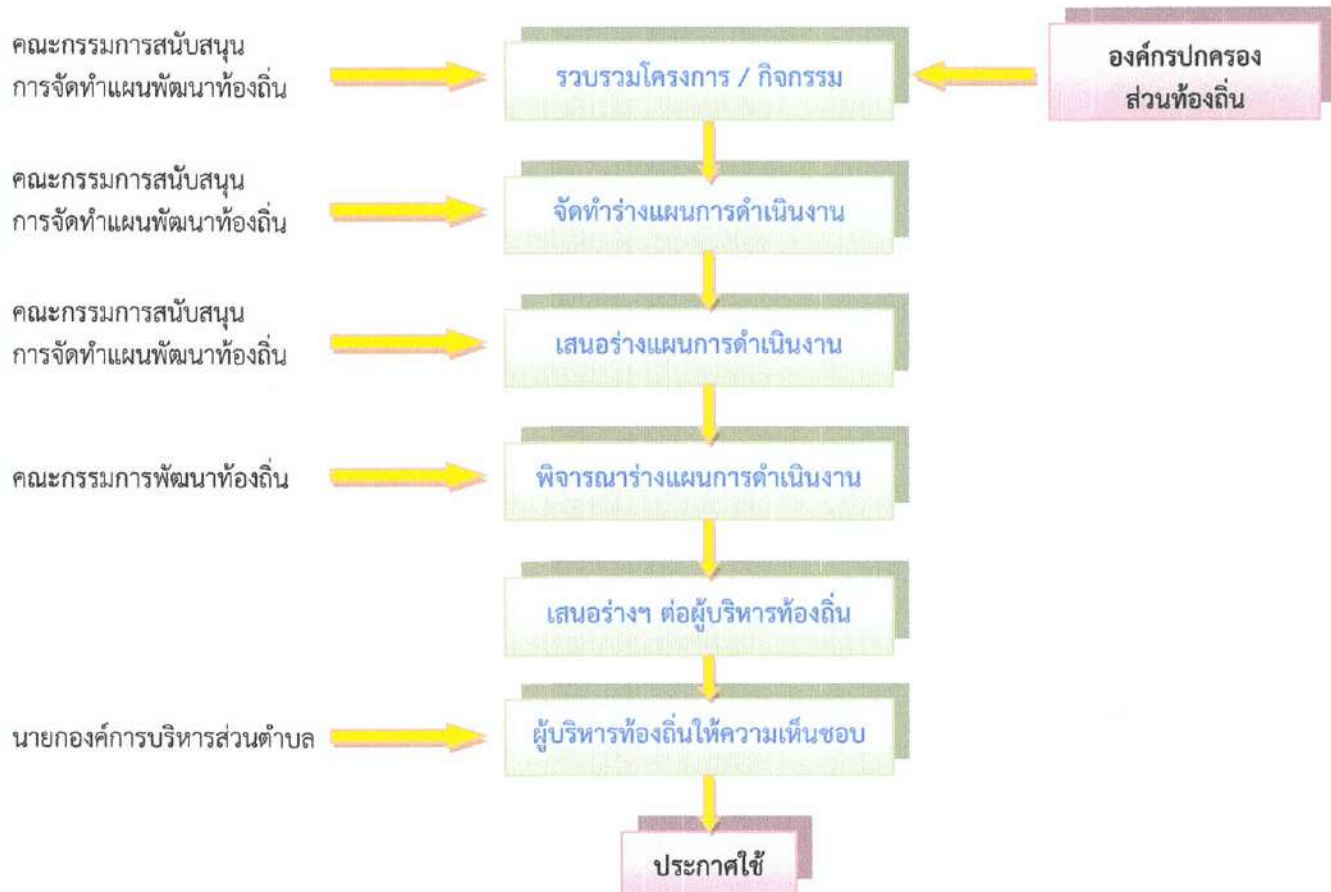 คณะกรรมการสนับสนุน
การจัดทำแผนพัฒนาท้องถิ่น
รวบรวมโครงการ / กิจกรรม
องค์กรปกครอง
ส่วนท้องถิ่น
คณะกรรมการสนับสนุน
การจัดทำแผนพัฒนาท้องถิ่น
จัดทำร่างแผนการดำเนินงาน
คณะกรรมการสนับสนุน
การจัดทำแผนพัฒนาท้องถิ่น
เสนอร่างแผนการดำเนินงาน
คณะกรรมการพัฒนาท้องถิ่น
พิจารณาร่างแผนการดำเนินงาน
เสนอร่างฯ ต่อผู้บริหารท้องถิ่น
นายกองค์การบริหารส่วนตำบล
ผู้บริหารท้องถิ่นให้ความเห็นชอบ
ประกาศใช้